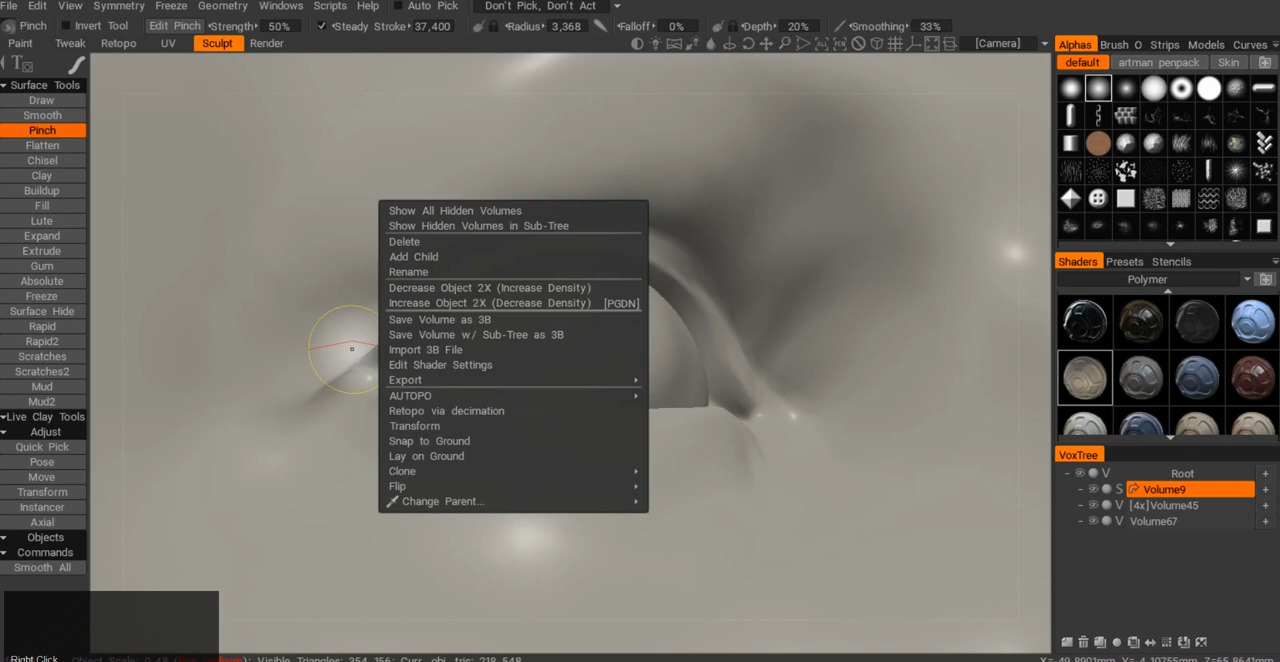 File Edit View Symmetry Freeze Geometry Windows Scripts Help Auto Pick Don't Pick, Don't Act
Pinch Invert Tool Edit Pinch Strength: 50% Steady Stroke 37,400 Radius 3,368 Falloff 0% Depth 20% Smoothing 33%
Paint Tweak Retopo UV Sculpt Render [Camera] Alphas Brush O Strips Models Curves
default artman penpack Skin
Surface Tools
Draw
Smooth
Pinch
Flatten
Chisel
Clay
Buildup
Fill
Lute
Expand
Extrude
Gum
Absolute
Freeze
Surface Hide
Rapid
Rapid2
Scratches
Scratches2
Mud
Mud2
Live Clay Tools
Adjust
Quick Pick
Pose
Move
Transform
Instancer
Axial
Objects
Commands
Smooth All
Show All Hidden Volumes
Show Hidden Volumes in Sub-Tree
Delete
Add Child
Rename
Decrease Object 2X (Increase Density)
Increase Object 2X (Decrease Density) [PGDN]
Save Volume as 3B
Save Volume w/ Sub-Tree as 3B
Import 3B File
Edit Shader Settings
Export
AUTOPO
Retopo via decimation
Transform
Snap to Ground
Lay on Ground
Clone
Flip
Change Parent...
Shaders Presets Stencils
Polymer
VoxTree
V Root +
S Volume9 +
V [4x]Volume45 +
V Volume67 +
Right Click